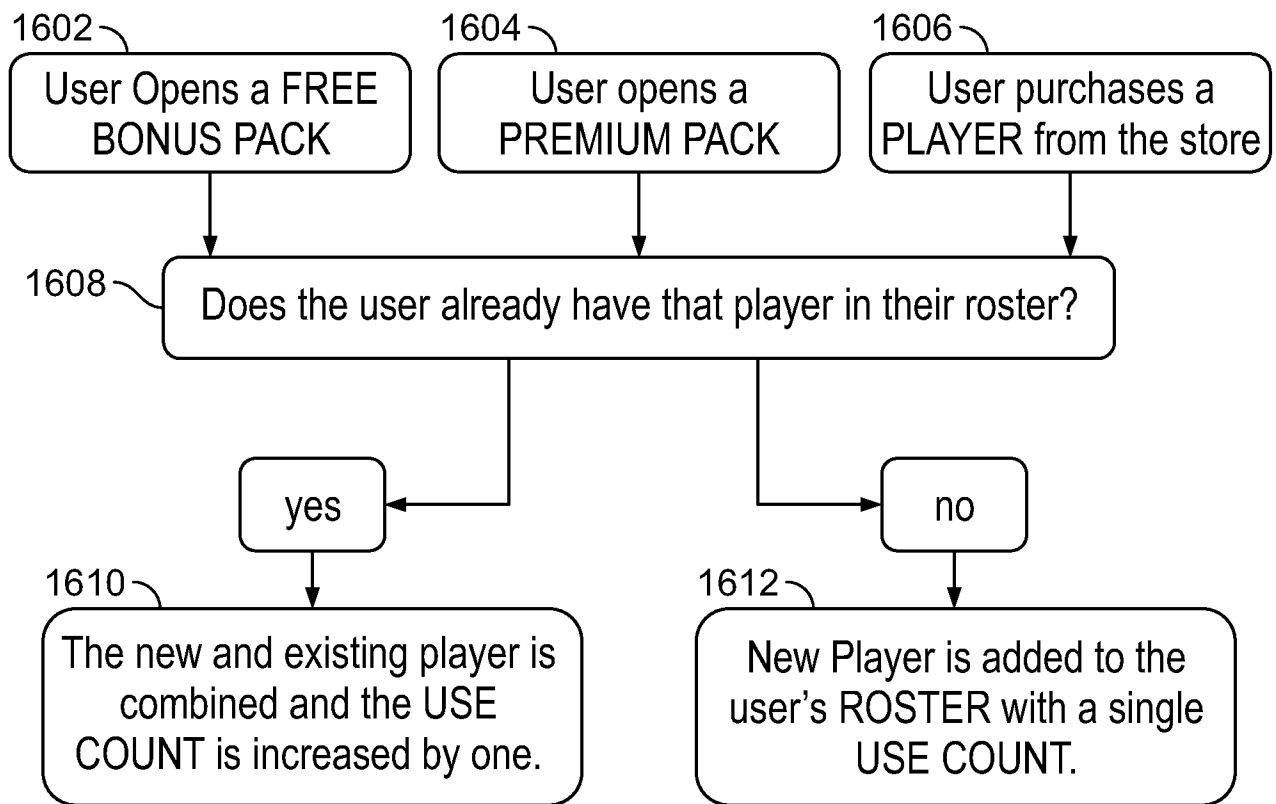 1602
User Opens a FREE
BONUS PACK
1604
User opens a
PREMIUM PACK
1606
User purchases a
PLAYER from the store
1608
Does the user already have that player in their roster?
yes
no
1610
The new and existing player is
combined and the USE
COUNT is increased by one.
1612
New Player is added to the
user's ROSTER with a single
USE COUNT.